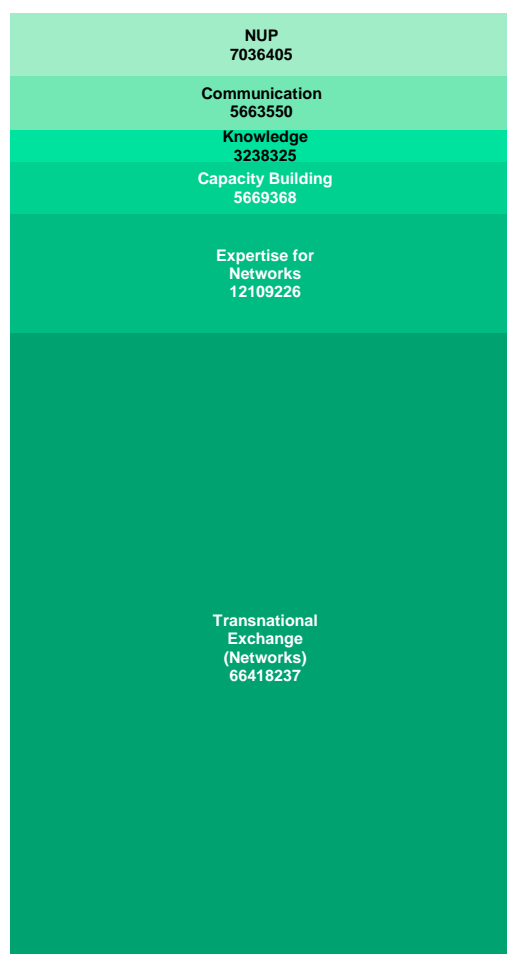 NUP
7036405
Communication
5663550
Knowledge
3238325
Capacity Building
5669368
Expertise for
Networks
12109226
Transnational
Exchange
(Networks)
66418237